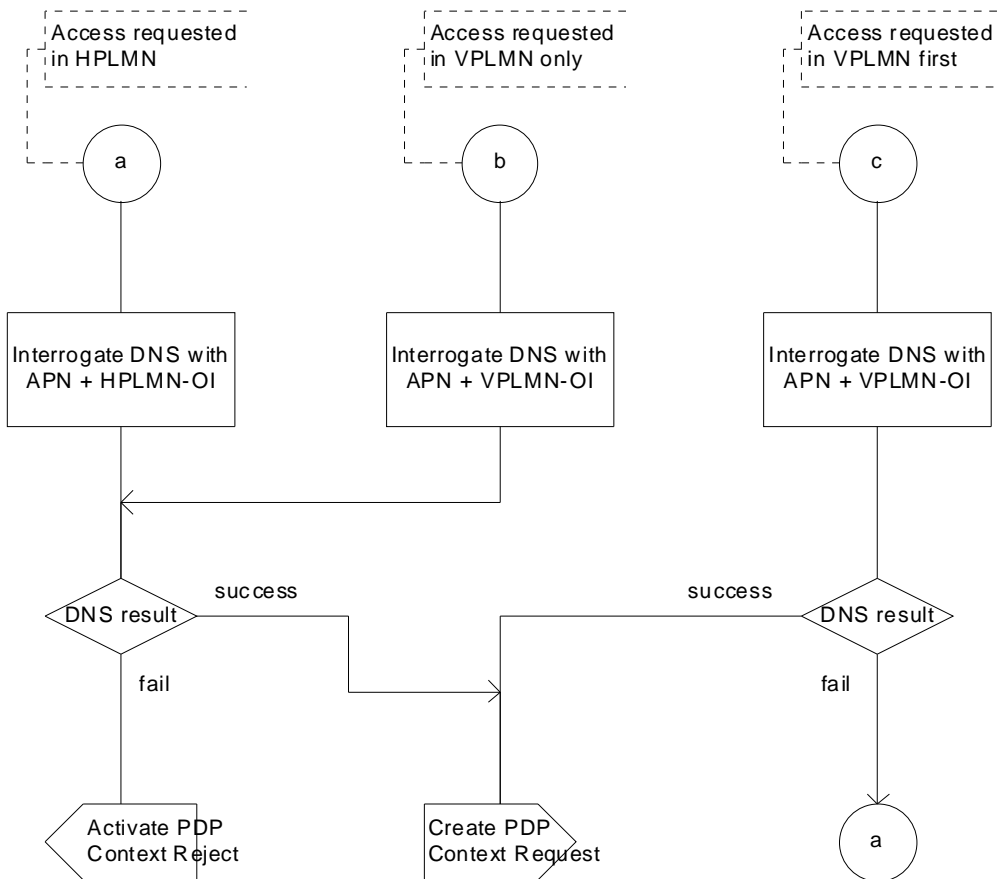 Access requested
in HPLMN
Access requested
in VPLMN only
Access requested
in VPLMN first
a
b
c
Interrogate DNS with
APN + HPLMN-OI
Interrogate DNS with
APN + VPLMN-OI
Interrogate DNS with
APN + VPLMN-OI
success
success
DNS result
DNS result
fail
fail
Activate PDP
Context Reject
Create PDP
Context Request
a